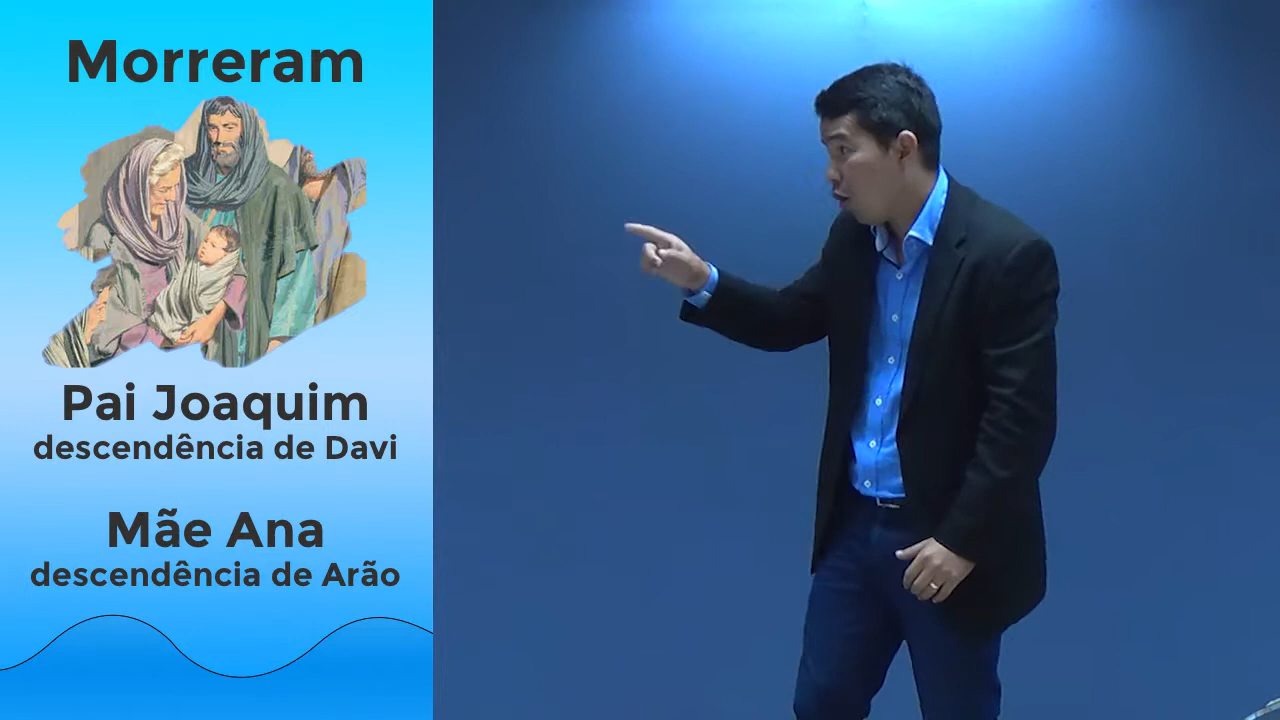 Morreram
Pai Joaquim
descendência de Davi
Mãe Ana
descendência de Arão